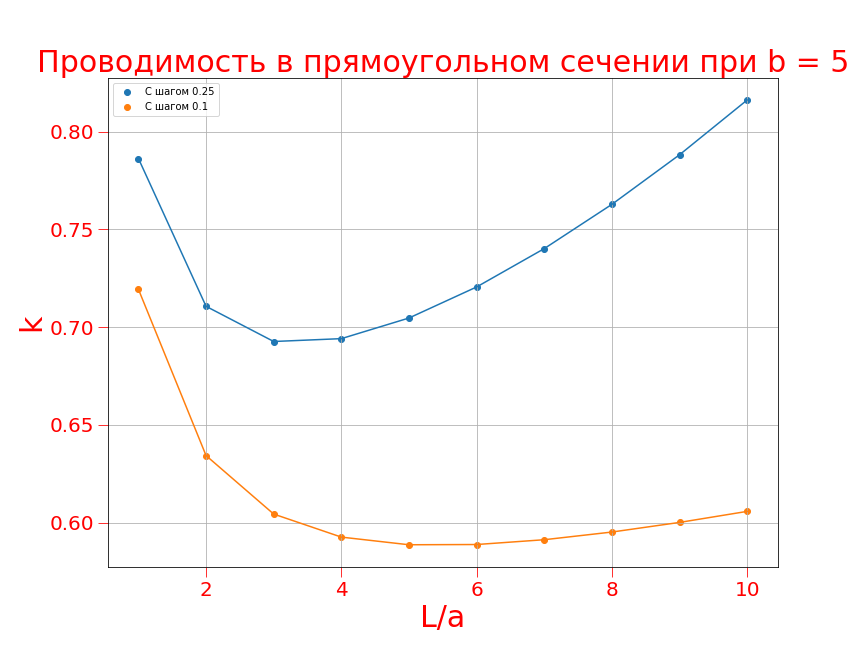 Проводимость в прямоугольном сечении при b = 5
С шагом 0.25
С шагом 0.1
0.80
0.75
0.70
0.65
0.60
k
2 4 6 8 10
L/a